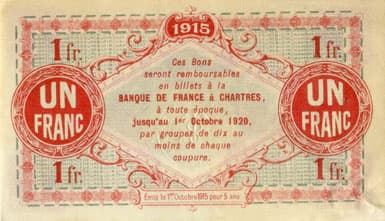 1915
1 fr. 1 fr.
Ces Bons
seront remboursables
en billets à la
BANQUE DE FRANCE À CHARTRES,
à toute époque,
jusqu'au 1er Octobre 1920,
par groupes de dix au
moins de chaque
coupure.
UN FRANC
UN FRANC
1 fr. 1 fr.
Émis le 1er Octobre 1915 pour 5 ans